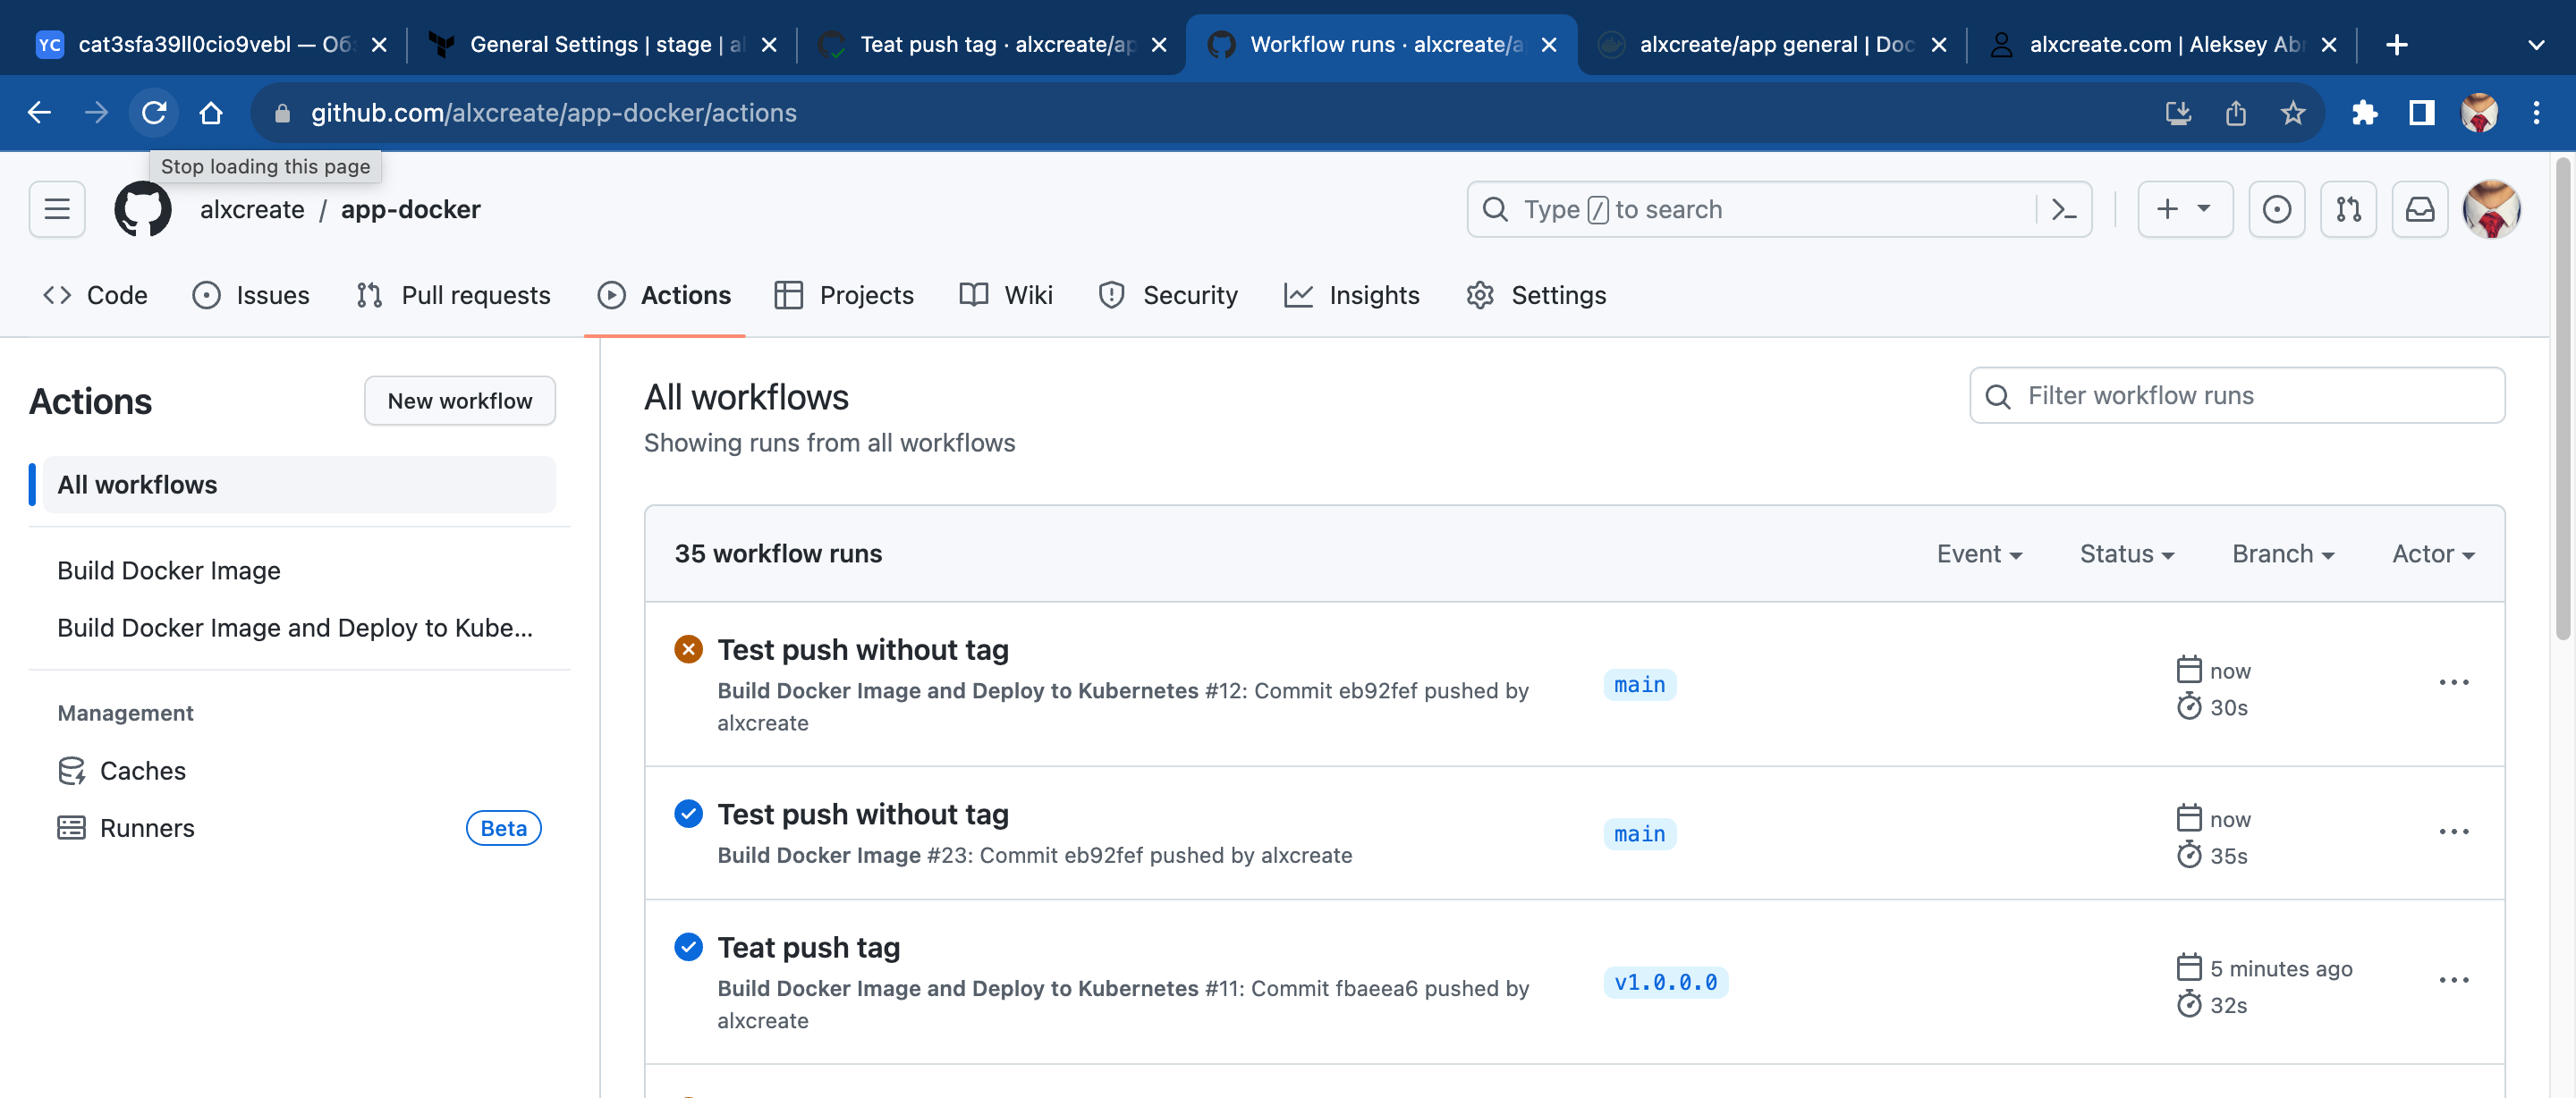 YC cat3sfa39ll0cio9vebl — Об
General Settings | stage | al
Teat push tag · alxcreate/ap
Workflow runs · alxcreate/a
alxcreate/app general | Doc
alxcreate.com | Aleksey Abr
github.com/alxcreate/app-docker/actions
Stop loading this page
alxcreate / app-docker
Type / to search
Code
Issues
Pull requests
Actions
Projects
Wiki
Security
Insights
Settings
Actions
New workflow
All workflows
Build Docker Image
Build Docker Image and Deploy to Kube...
Management
Caches
Runners
Beta
All workflows
Showing runs from all workflows
Filter workflow runs
35 workflow runs
Event
Status
Branch
Actor
Test push without tag
Build Docker Image and Deploy to Kubernetes #12: Commit eb92fef pushed by
alxcreate
main
now
30s
Test push without tag
Build Docker Image #23: Commit eb92fef pushed by alxcreate
main
now
35s
Teat push tag
Build Docker Image and Deploy to Kubernetes #11: Commit fbaeea6 pushed by
alxcreate
v1.0.0.0
5 minutes ago
32s